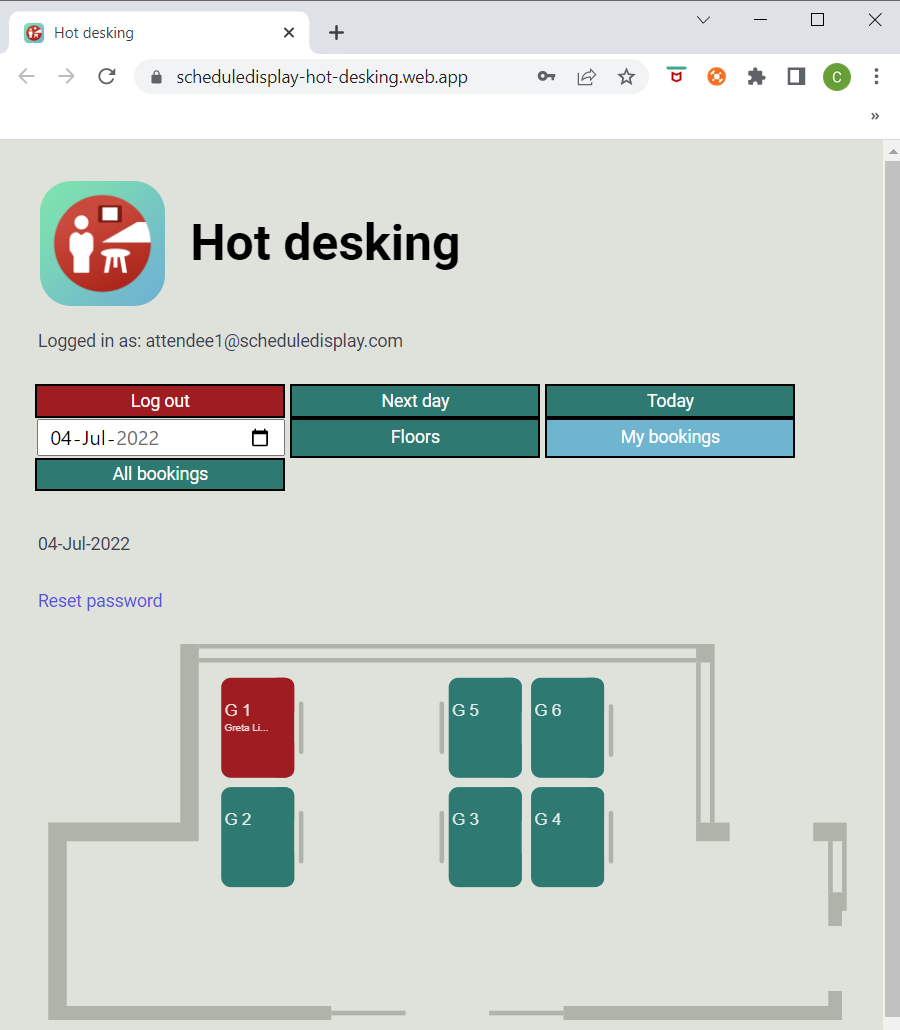 Hot desking
scheduledisplay-hot-desking.web.app
C
»
Hot desking
Logged in as: attendee1@scheduledisplay.com
Log out Next day Today
04-Jul-2022 Floors My bookings
All bookings
04-Jul-2022
Reset password
G 1 G 5 G 6
Greta Li...
G 2 G 3 G 4